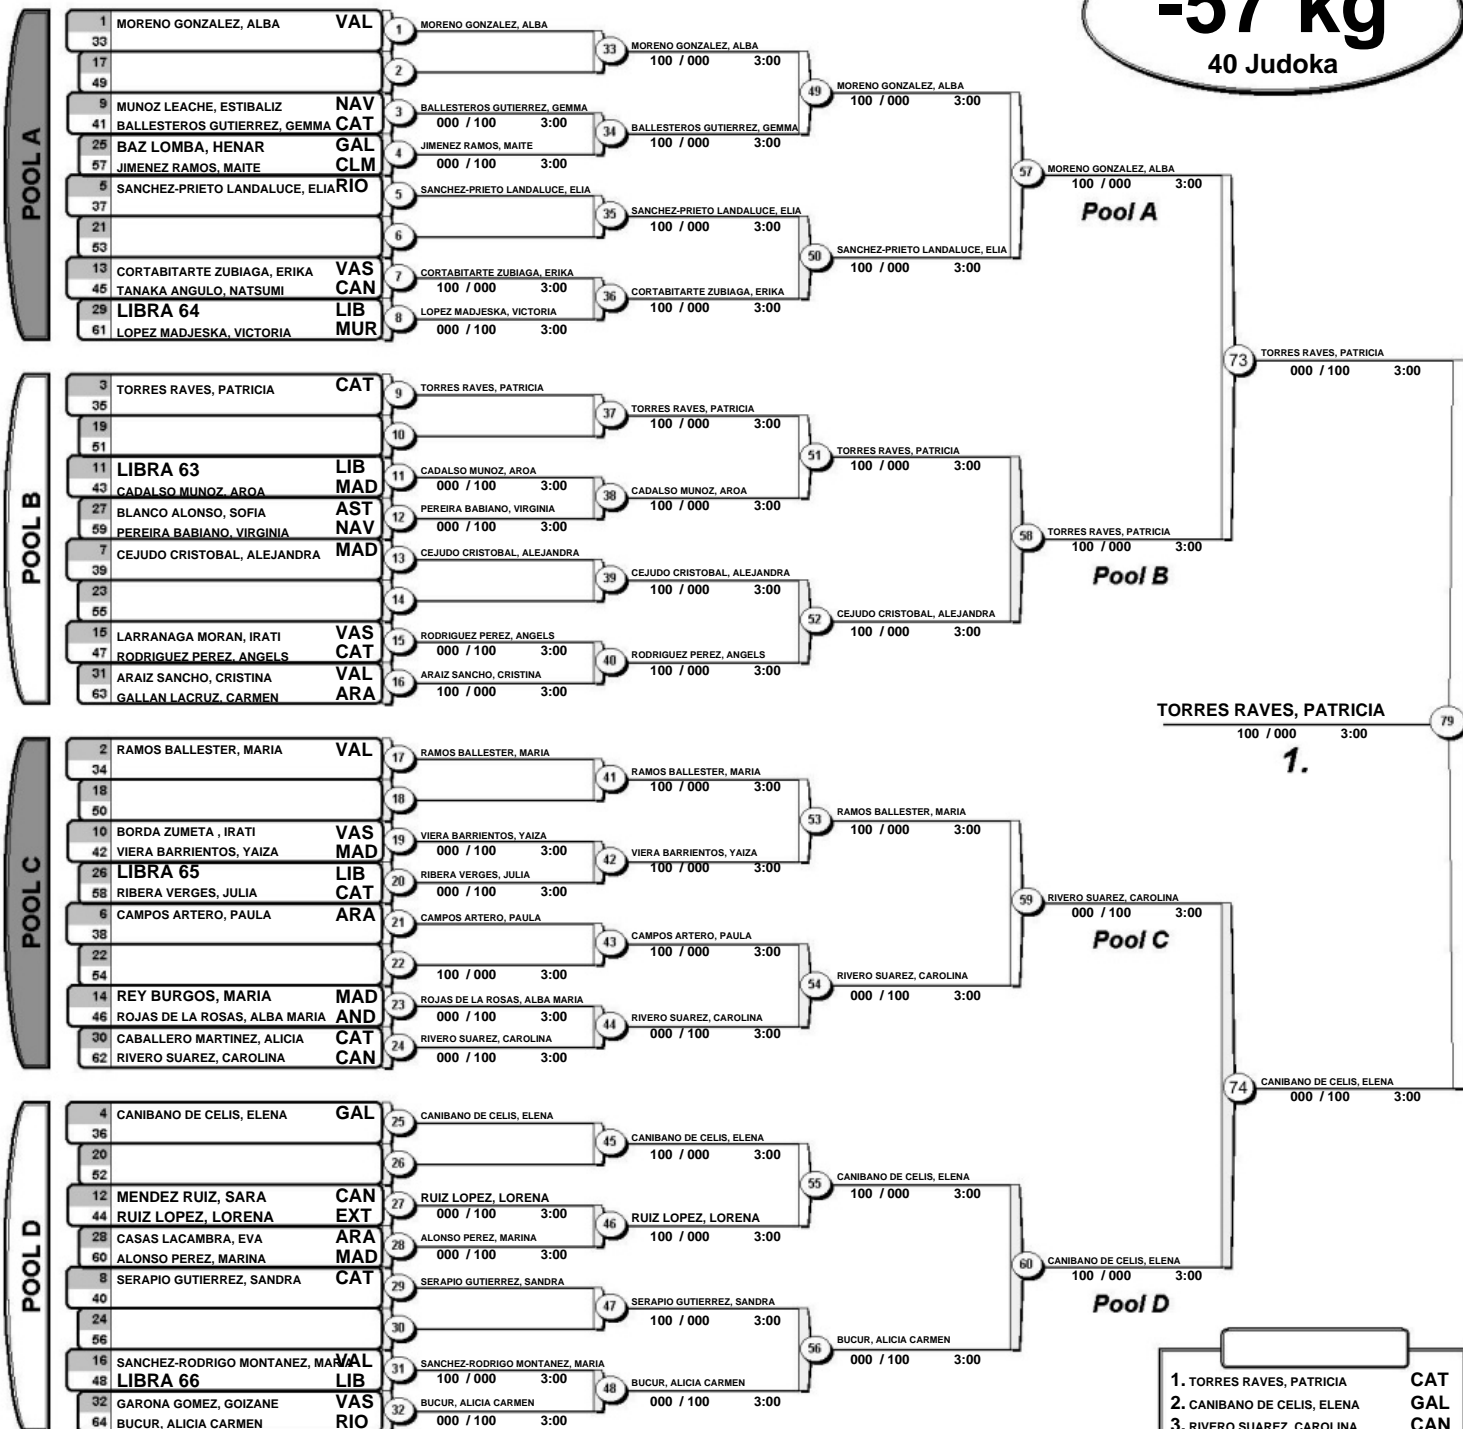 -57 kg
40 Judoka
POOL A
1 MORENO GONZALEZ, ALBA VAL
33
17
49
9 MUNOZ LEACHE, ESTIBALIZ NAV
41 BALLESTEROS GUTIERREZ, GEMMA CAT
25 BAZ LOMBA, HENAR GAL
57 JIMENEZ RAMOS, MAITE CLM
5 SANCHEZ-PRIETO LANDALUCE, ELIA RIO
37
21
53
13 CORTABITARTE ZUBIAGA, ERIKA VAS
45 TANAKA ANGULO, NATSUMI CAN
29 LIBRA 64 LIB
61 LOPEZ MADJESKA, VICTORIA MUR
1 MORENO GONZALEZ, ALBA
2
3 BALLESTEROS GUTIERREZ, GEMMA
000 / 100 3:00
4 JIMENEZ RAMOS, MAITE
000 / 100 3:00
5 SANCHEZ-PRIETO LANDALUCE, ELIA
6
7 CORTABITARTE ZUBIAGA, ERIKA
100 / 000 3:00
8 LOPEZ MADJESKA, VICTORIA
000 / 100 3:00
33 MORENO GONZALEZ, ALBA
100 / 000 3:00
34 BALLESTEROS GUTIERREZ, GEMMA
100 / 000 3:00
35 SANCHEZ-PRIETO LANDALUCE, ELIA
100 / 000 3:00
36 CORTABITARTE ZUBIAGA, ERIKA
100 / 000 3:00
49 MORENO GONZALEZ, ALBA
100 / 000 3:00
50 SANCHEZ-PRIETO LANDALUCE, ELIA
100 / 000 3:00
57 MORENO GONZALEZ, ALBA
100 / 000 3:00
Pool A
POOL B
3 TORRES RAVES, PATRICIA CAT
35
19
51
11 LIBRA 63 LIB
43 CADALSO MUNOZ, AROA MAD
27 BLANCO ALONSO, SOFIA AST
59 PEREIRA BABIANO, VIRGINIA NAV
7 CEJUDO CRISTOBAL, ALEJANDRA MAD
39
23
55
15 LARRANAGA MORAN, IRATI VAS
47 RODRIGUEZ PEREZ, ANGELS CAT
31 ARAIZ SANCHO, CRISTINA VAL
63 GALLAN LACRUZ, CARMEN ARA
9 TORRES RAVES, PATRICIA
10
11 CADALSO MUNOZ, AROA
000 / 100 3:00
12 PEREIRA BABIANO, VIRGINIA
000 / 100 3:00
13 CEJUDO CRISTOBAL, ALEJANDRA
14
15 RODRIGUEZ PEREZ, ANGELS
000 / 100 3:00
16 ARAIZ SANCHO, CRISTINA
100 / 000 3:00
37 TORRES RAVES, PATRICIA
100 / 000 3:00
38 CADALSO MUNOZ, AROA
100 / 000 3:00
39 CEJUDO CRISTOBAL, ALEJANDRA
100 / 000 3:00
40 RODRIGUEZ PEREZ, ANGELS
100 / 000 3:00
51 TORRES RAVES, PATRICIA
100 / 000 3:00
52 CEJUDO CRISTOBAL, ALEJANDRA
100 / 000 3:00
58 TORRES RAVES, PATRICIA
100 / 000 3:00
Pool B
73 TORRES RAVES, PATRICIA
000 / 100 3:00
TORRES RAVES, PATRICIA 79
100 / 000 3:00
1.
POOL C
2 RAMOS BALLESTER, MARIA VAL
34
18
50
10 BORDA ZUMETA , IRATI VAS
42 VIERA BARRIENTOS, YAIZA MAD
26 LIBRA 65 LIB
58 RIBERA VERGES, JULIA CAT
6 CAMPOS ARTERO, PAULA ARA
38
22
54
14 REY BURGOS, MARIA MAD
46 ROJAS DE LA ROSAS, ALBA MARIA AND
30 CABALLERO MARTINEZ, ALICIA CAT
62 RIVERO SUAREZ, CAROLINA CAN
17 RAMOS BALLESTER, MARIA
18
19 VIERA BARRIENTOS, YAIZA
000 / 100 3:00
20 RIBERA VERGES, JULIA
000 / 100 3:00
21 CAMPOS ARTERO, PAULA
22
100 / 000 3:00
23 ROJAS DE LA ROSAS, ALBA MARIA
000 / 100 3:00
24 RIVERO SUAREZ, CAROLINA
000 / 100 3:00
41 RAMOS BALLESTER, MARIA
100 / 000 3:00
42 VIERA BARRIENTOS, YAIZA
100 / 000 3:00
43 CAMPOS ARTERO, PAULA
100 / 000 3:00
44 RIVERO SUAREZ, CAROLINA
000 / 100 3:00
53 RAMOS BALLESTER, MARIA
100 / 000 3:00
54 RIVERO SUAREZ, CAROLINA
000 / 100 3:00
59 RIVERO SUAREZ, CAROLINA
000 / 100 3:00
Pool C
74 CANIBANO DE CELIS, ELENA
000 / 100 3:00
POOL D
4 CANIBANO DE CELIS, ELENA GAL
36
20
52
12 MENDEZ RUIZ, SARA CAN
44 RUIZ LOPEZ, LORENA EXT
28 CASAS LACAMBRA, EVA ARA
60 ALONSO PEREZ, MARINA MAD
8 SERAPIO GUTIERREZ, SANDRA CAT
40
24
56
16 SANCHEZ-RODRIGO MONTANEZ, MARIA VAL
48 LIBRA 66 LIB
32 GARONA GOMEZ, GOIZANE VAS
64 BUCUR, ALICIA CARMEN RIO
25 CANIBANO DE CELIS, ELENA
26
27 RUIZ LOPEZ, LORENA
000 / 100 3:00
28 ALONSO PEREZ, MARINA
000 / 100 3:00
29 SERAPIO GUTIERREZ, SANDRA
30
31 SANCHEZ-RODRIGO MONTANEZ, MARIA
100 / 000 3:00
32 BUCUR, ALICIA CARMEN
000 / 100 3:00
45 CANIBANO DE CELIS, ELENA
100 / 000 3:00
46 RUIZ LOPEZ, LORENA
100 / 000 3:00
47 SERAPIO GUTIERREZ, SANDRA
100 / 000 3:00
48 BUCUR, ALICIA CARMEN
000 / 100 3:00
55 CANIBANO DE CELIS, ELENA
100 / 000 3:00
56 BUCUR, ALICIA CARMEN
000 / 100 3:00
60 CANIBANO DE CELIS, ELENA
100 / 000 3:00
Pool D
1. TORRES RAVES, PATRICIA CAT
2. CANIBANO DE CELIS, ELENA GAL
3. RIVERO SUAREZ, CAROLINA CAN